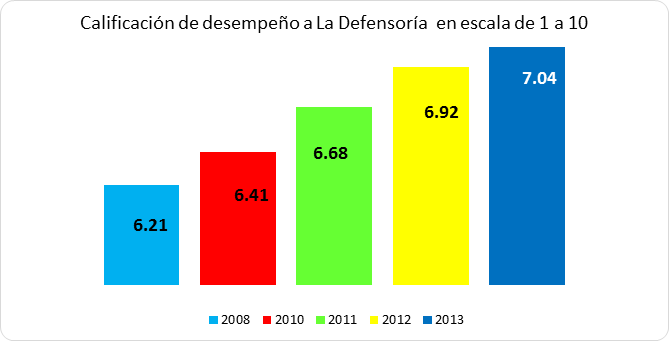 Calificación de desempeño a La Defensoría en escala de 1 a 10
6.21
6.41
6.68
6.92
7.04
2008 2010 2011 2012 2013